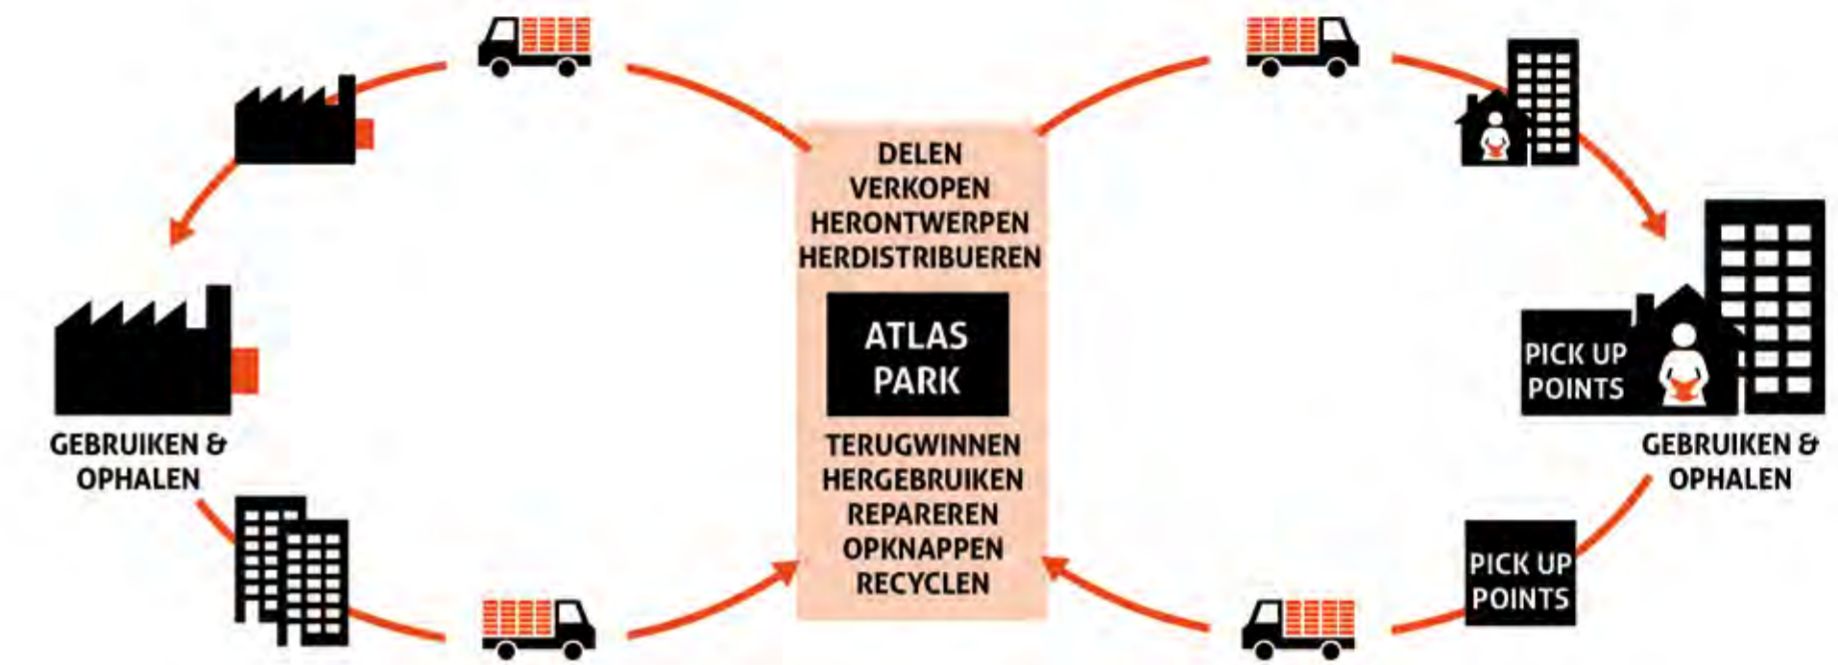 DELEN
VERKOPEN
HERONTWERPEN
HERDISTRIBUEREN
ATLAS
PARK
TERUGWINNEN
HERGEBRUIKEN
REPAREREN
OPKNAPPEN
RECYCLEN
GEBRUIKEN &
OPHALEN
PICK UP
POINTS
GEBRUIKEN &
OPHALEN
PICK UP
POINTS